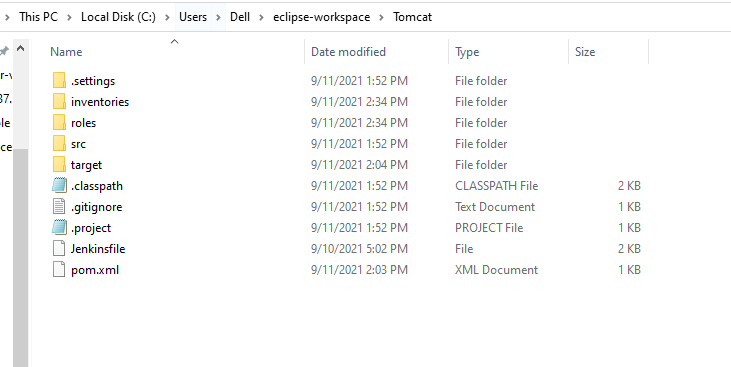 This PC > Local Disk (C:) > Users > Dell > eclipse-workspace > Tomcat
Name Date modified Type Size
.settings 9/11/2021 1:52 PM File folder
inventories 9/11/2021 2:34 PM File folder
roles 9/11/2021 2:34 PM File folder
src 9/11/2021 1:52 PM File folder
target 9/11/2021 2:04 PM File folder
.classpath 9/11/2021 1:52 PM CLASSPATH File 2 KB
.gitignore 9/11/2021 1:52 PM Text Document 1 KB
.project 9/11/2021 1:52 PM PROJECT File 1 KB
Jenkinsfile 9/10/2021 5:02 PM File 2 KB
pom.xml 9/11/2021 2:03 PM XML Document 1 KB